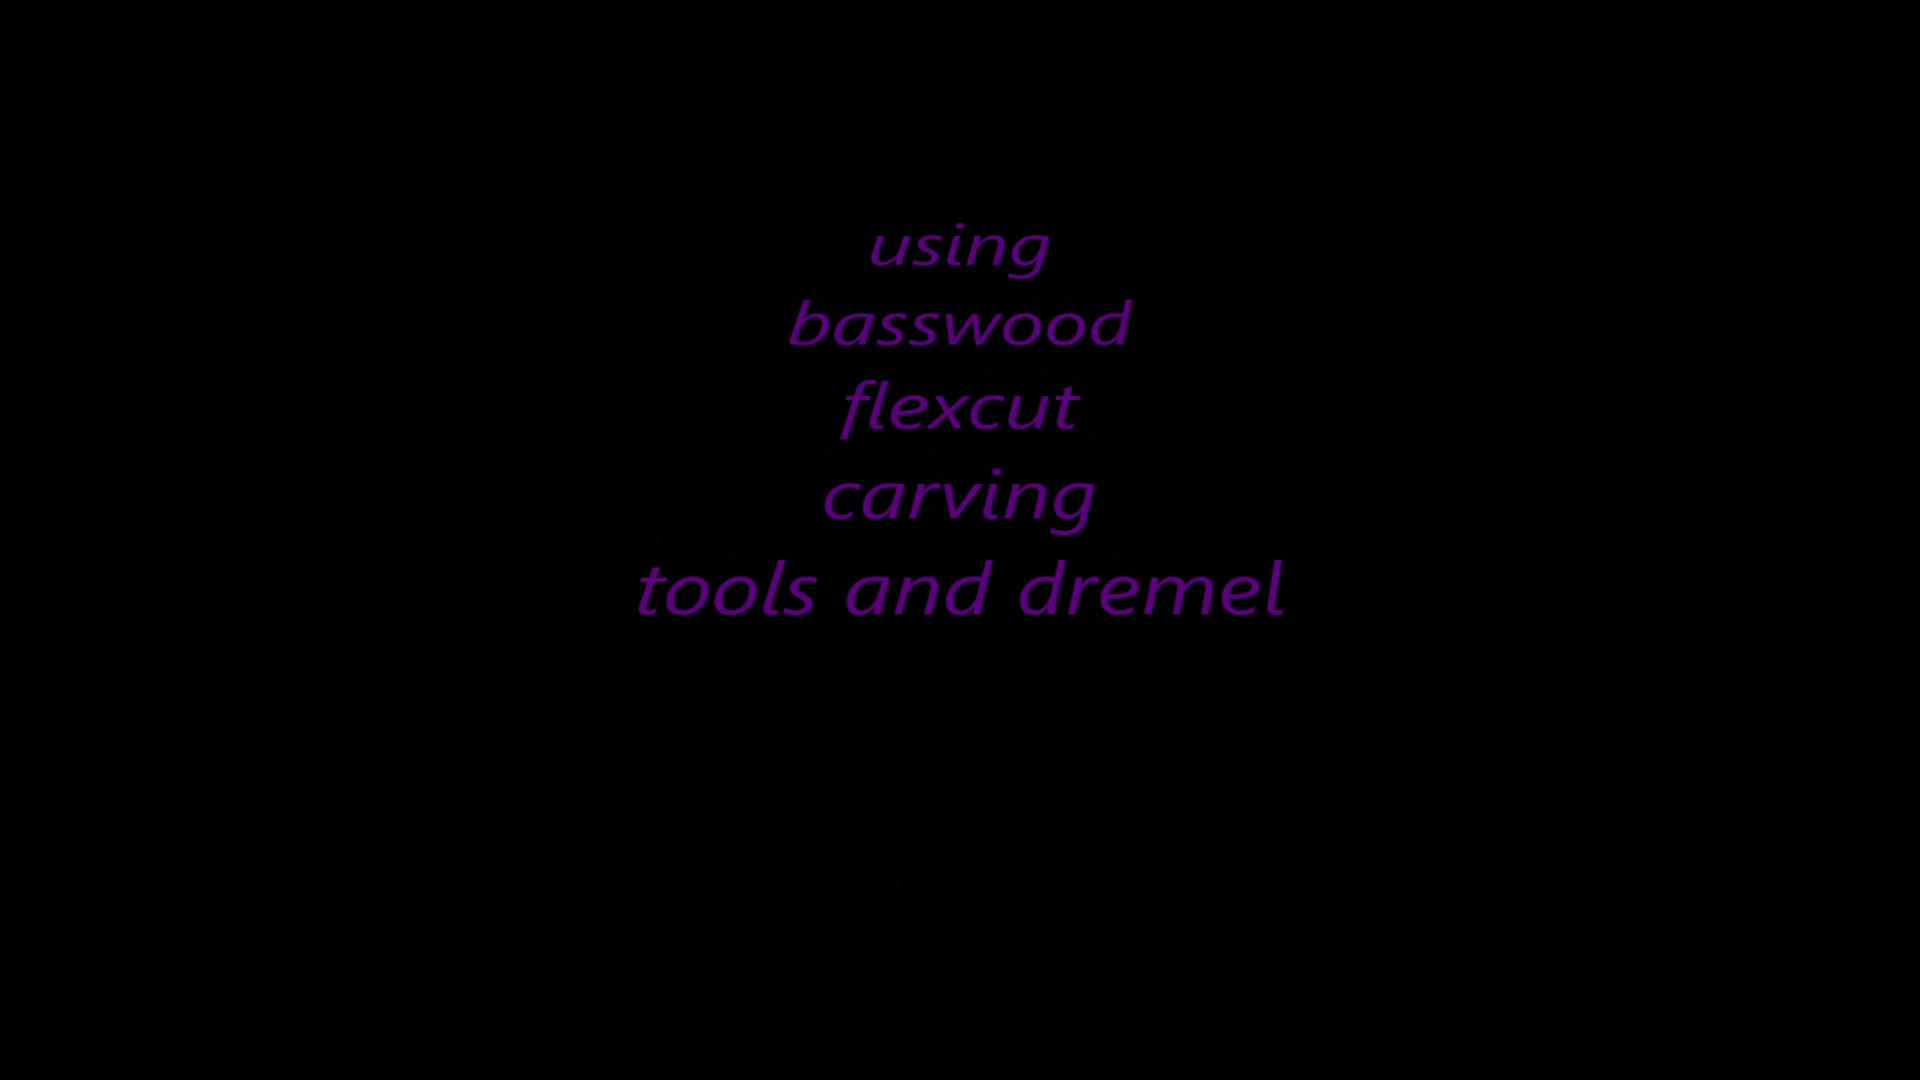 using
basswood
flexcut
carving
tools and dremel